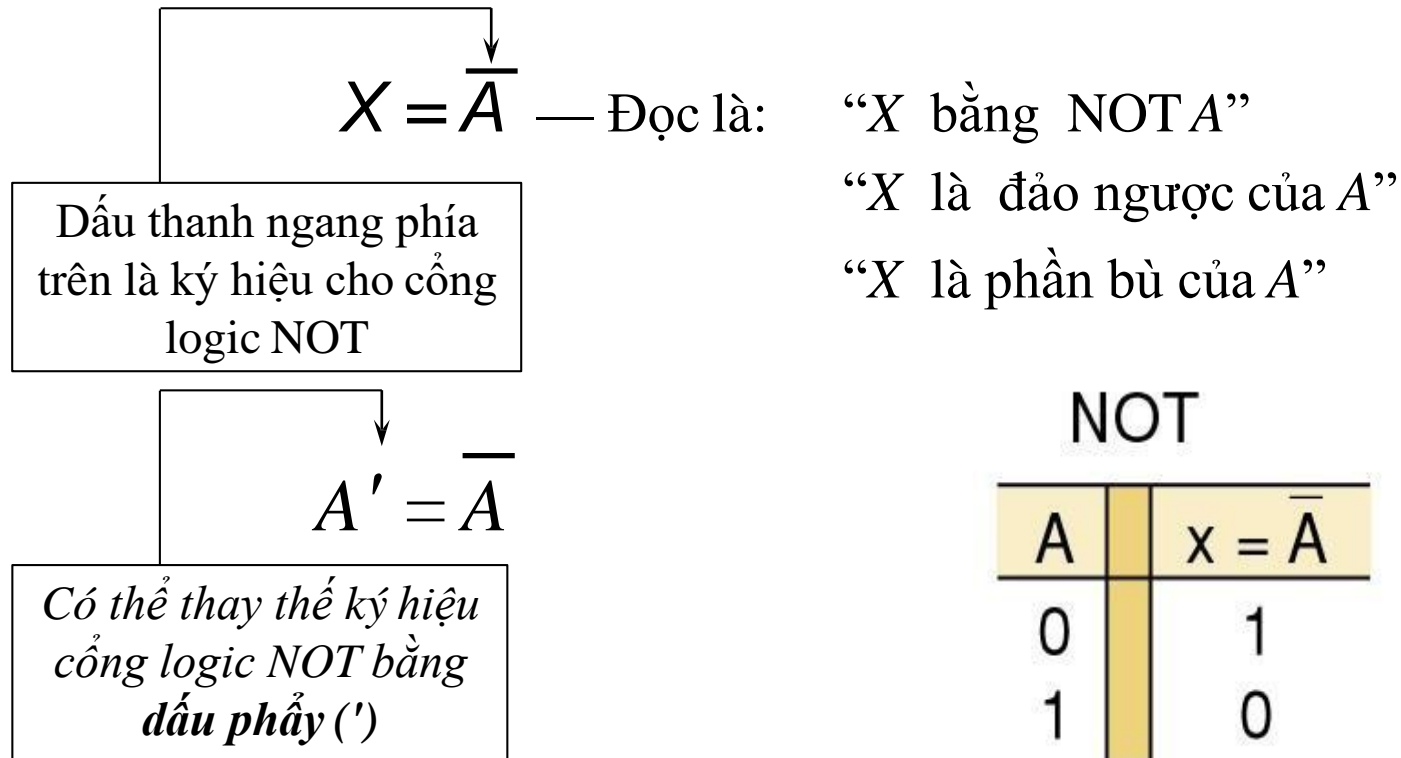 X = A̅ — Đọc là: “X bằng NOT A”
“X là đảo ngược của A”
“X là phần bù của A”
Dấu thanh ngang phía
trên là ký hiệu cho cổng
logic NOT
A' = A̅
Có thể thay thế ký hiệu
cổng logic NOT bằng
dấu phẩy (')
NOT
A x = A̅
0 1
1 0